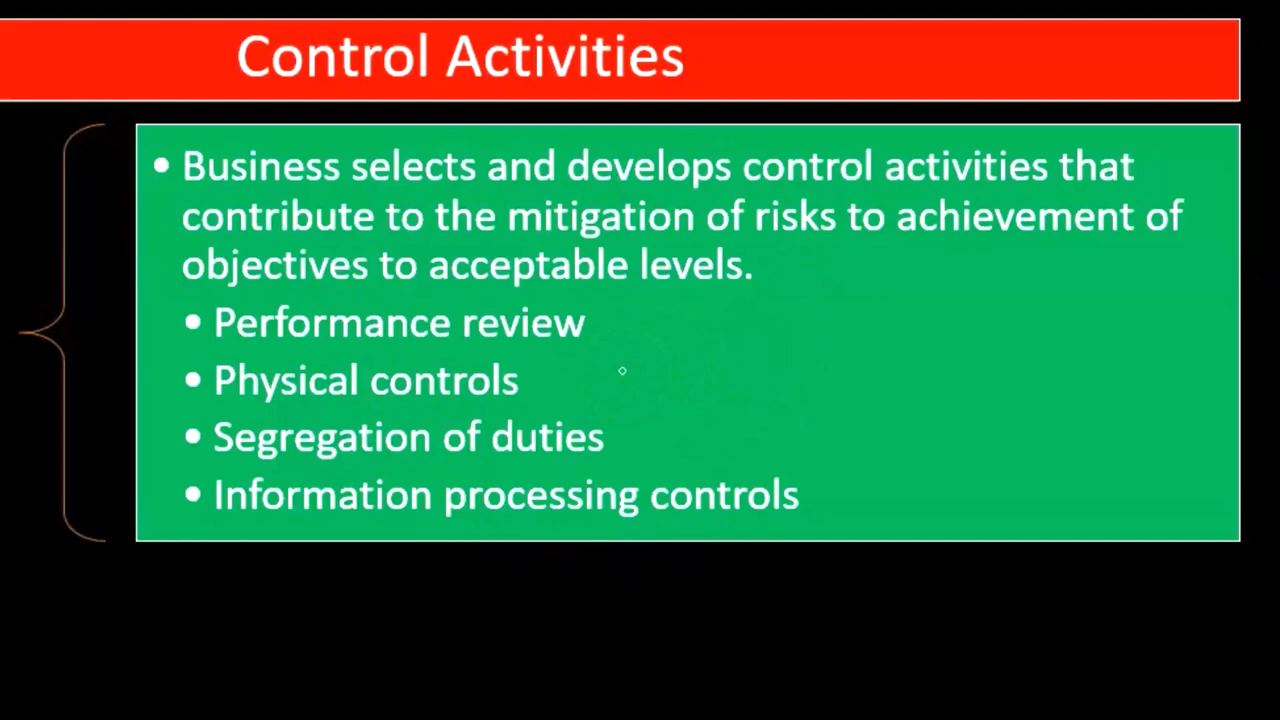 Control Activities
• Business selects and develops control activities that
contribute to the mitigation of risks to achievement of
objectives to acceptable levels.
• Performance review
• Physical controls
• Segregation of duties
• Information processing controls